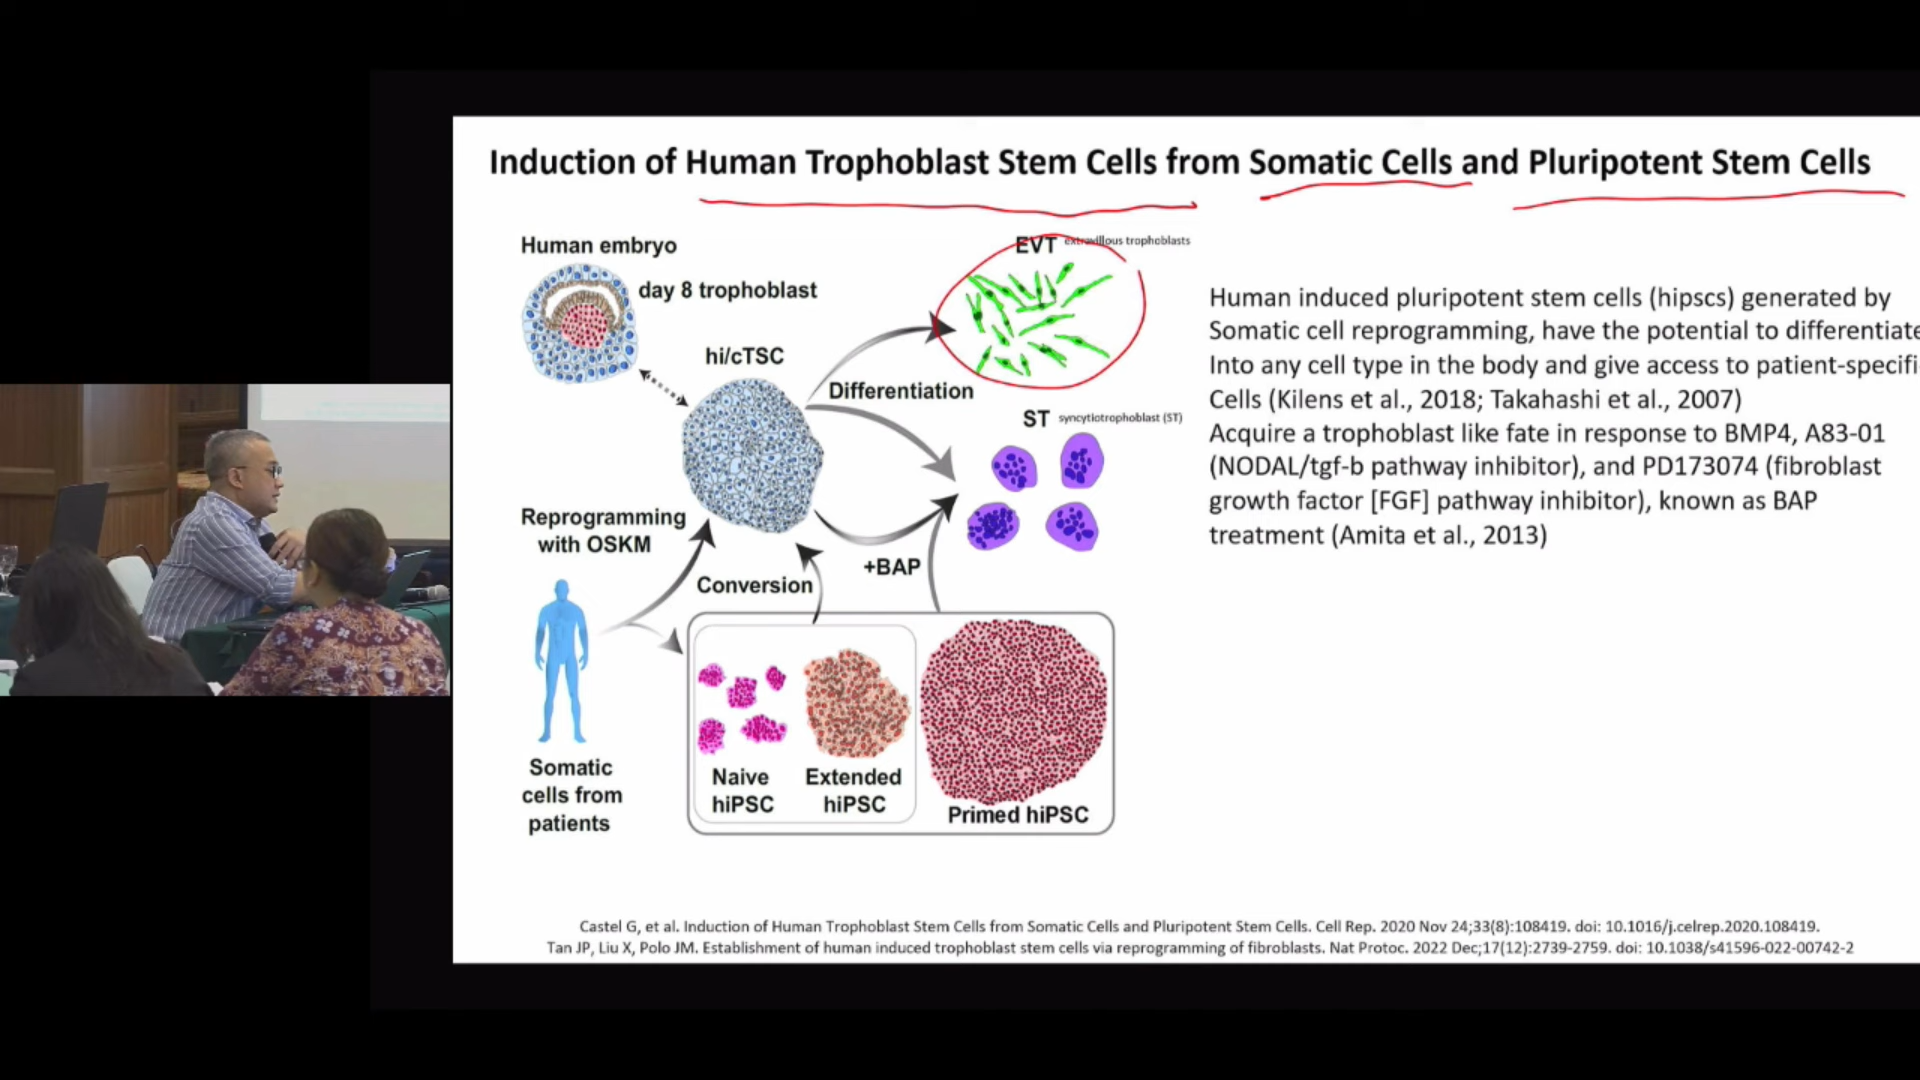 Induction of Human Trophoblast Stem Cells from Somatic Cells and Pluripotent Stem Cells
Human embryo
day 8 trophoblast
hi/cTSC
EVT extravillous trophoblasts
Differentiation
ST syncytiotrophoblast (ST)
Reprogramming
with OSKM
Conversion
+BAP
Somatic
cells from
patients
Naive
hiPSC
Extended
hiPSC
Primed hiPSC
Human induced pluripotent stem cells (hipscs) generated by
Somatic cell reprogramming, have the potential to differentiate
Into any cell type in the body and give access to patient-specifi
Cells (Kilens et al., 2018; Takahashi et al., 2007)
Acquire a trophoblast like fate in response to BMP4, A83-01
(NODAL/tgf-b pathway inhibitor), and PD173074 (fibroblast
growth factor [FGF] pathway inhibitor), known as BAP
treatment (Amita et al., 2013)
Castel G, et al. Induction of Human Trophoblast Stem Cells from Somatic Cells and Pluripotent Stem Cells. Cell Rep. 2020 Nov 24;33(8):108419. doi: 10.1016/j.celrep.2020.108419.
Tan JP, Liu X, Polo JM. Establishment of human induced trophoblast stem cells via reprogramming of fibroblasts. Nat Protoc. 2022 Dec;17(12):2739-2759. doi: 10.1038/s41596-022-00742-2